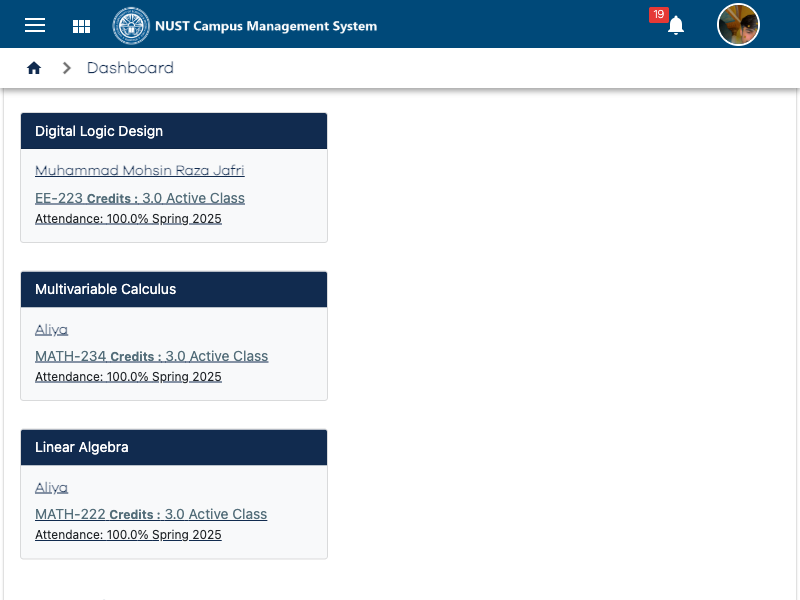 NUST Campus Management System
19
Dashboard
Digital Logic Design
Muhammad Mohsin Raza Jafri
EE-223 Credits : 3.0 Active Class
Attendance: 100.0% Spring 2025
Multivariable Calculus
Aliya
MATH-234 Credits : 3.0 Active Class
Attendance: 100.0% Spring 2025
Linear Algebra
Aliya
MATH-222 Credits : 3.0 Active Class
Attendance: 100.0% Spring 2025